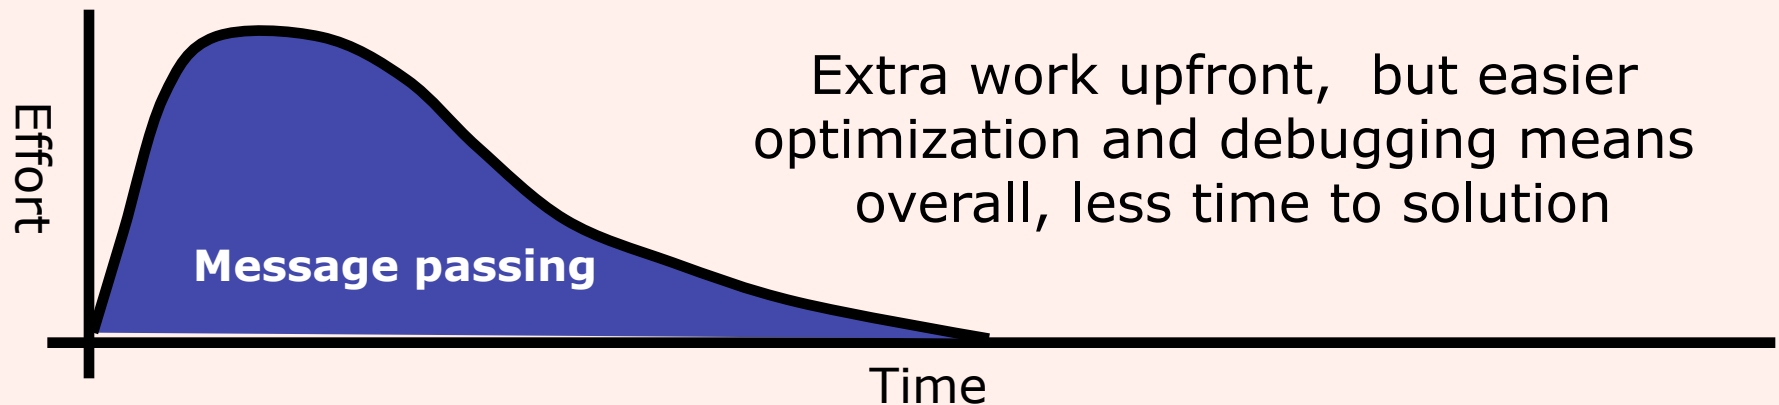 Effort
Extra work upfront,  but easier
optimization and debugging means
overall, less time to solution
Message passing
Time